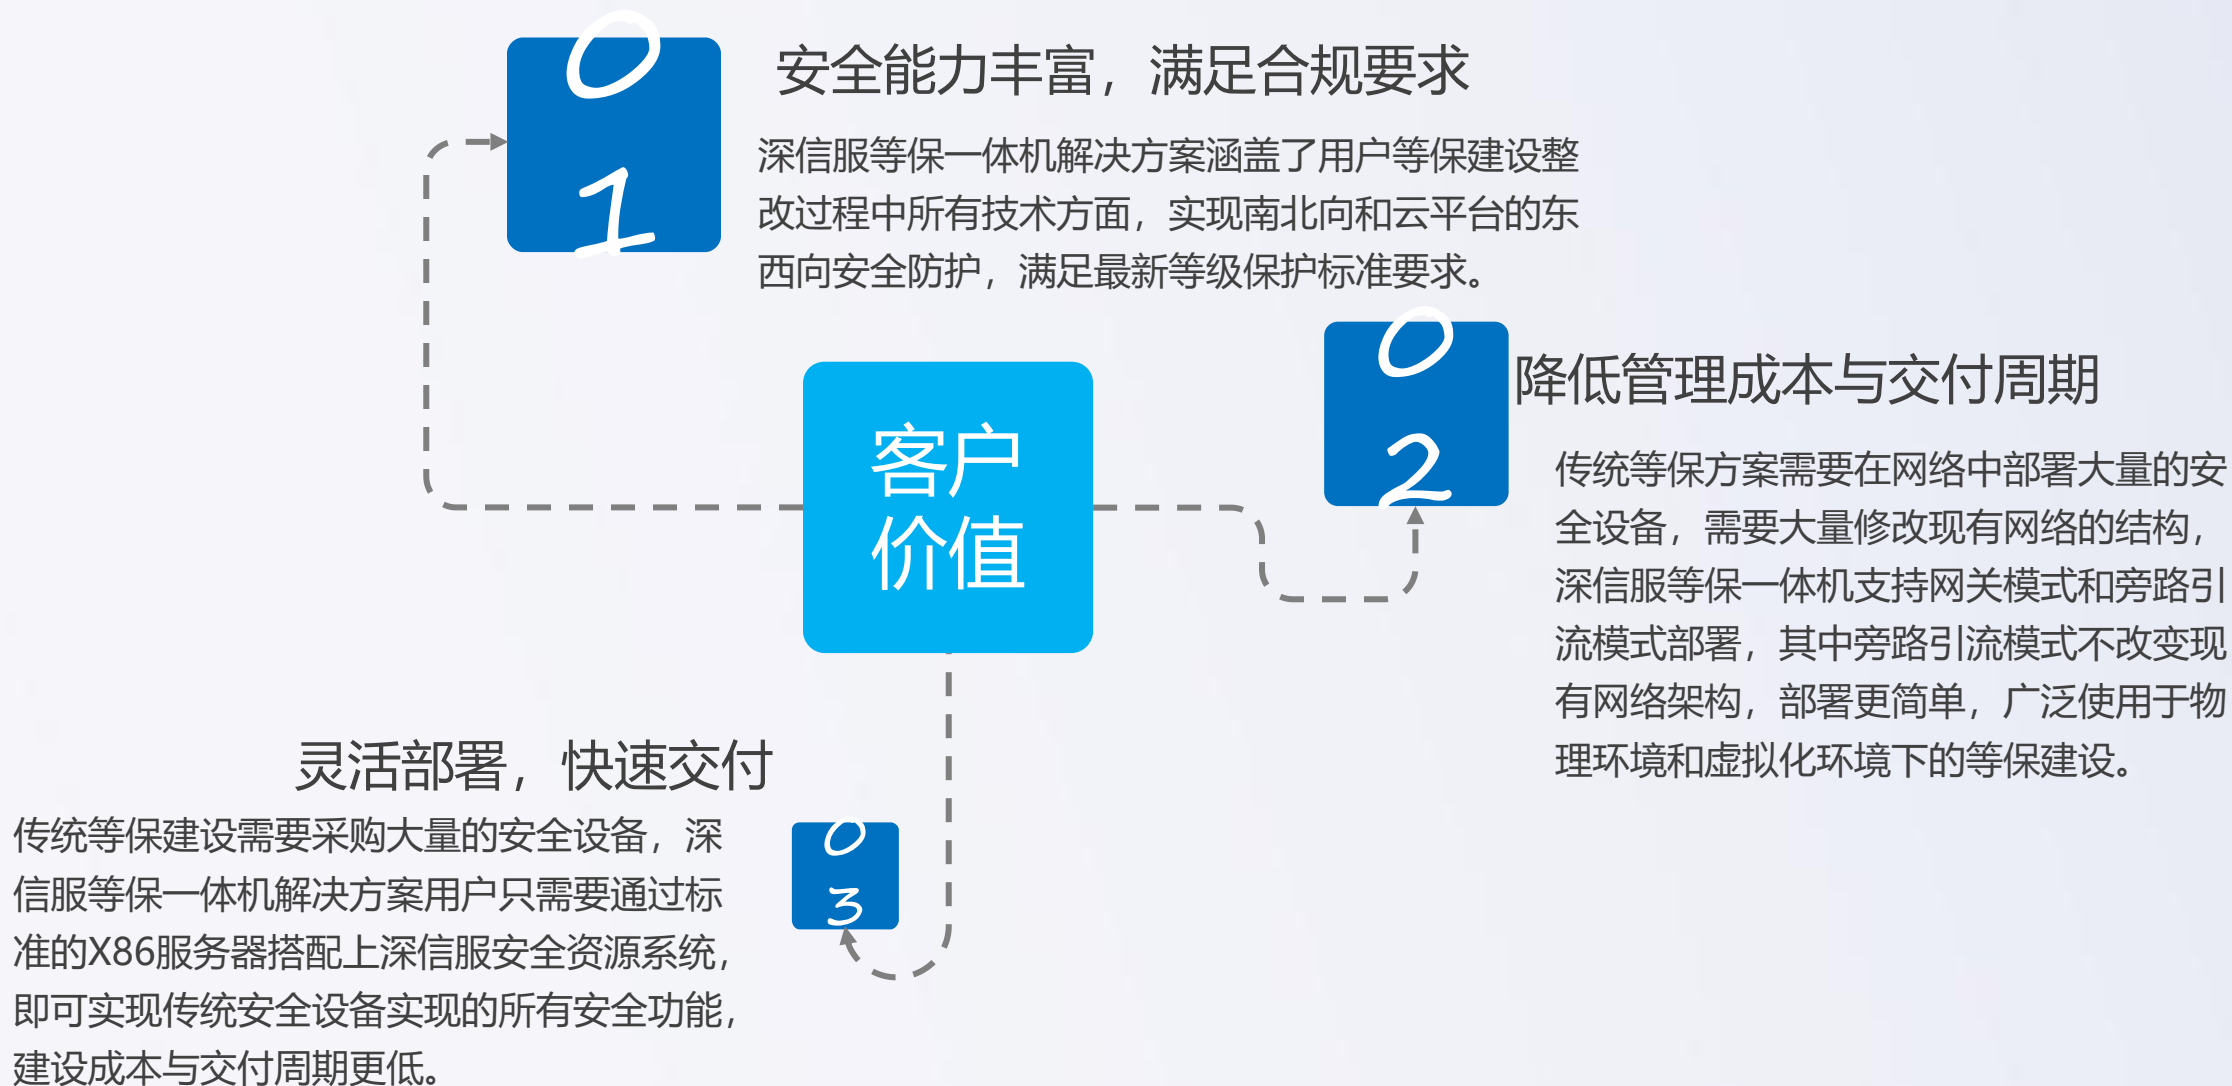 0
1
安全能力丰富，满足合规要求
深信服等保一体机解决方案涵盖了用户等保建设整
改过程中所有技术方面，实现南北向和云平台的东
西向安全防护，满足最新等级保护标准要求。
客户
价值
0
2
降低管理成本与交付周期
传统等保方案需要在网络中部署大量的安
全设备，需要大量修改现有网络的结构，
深信服等保一体机支持网关模式和旁路引
流模式部署，其中旁路引流模式不改变现
有网络架构，部署更简单，广泛使用于物
理环境和虚拟化环境下的等保建设。
灵活部署，快速交付
0
3
传统等保建设需要采购大量的安全设备，深
信服等保一体机解决方案用户只需要通过标
准的X86服务器搭配上深信服安全资源系统，
即可实现传统安全设备实现的所有安全功能，
建设成本与交付周期更低。